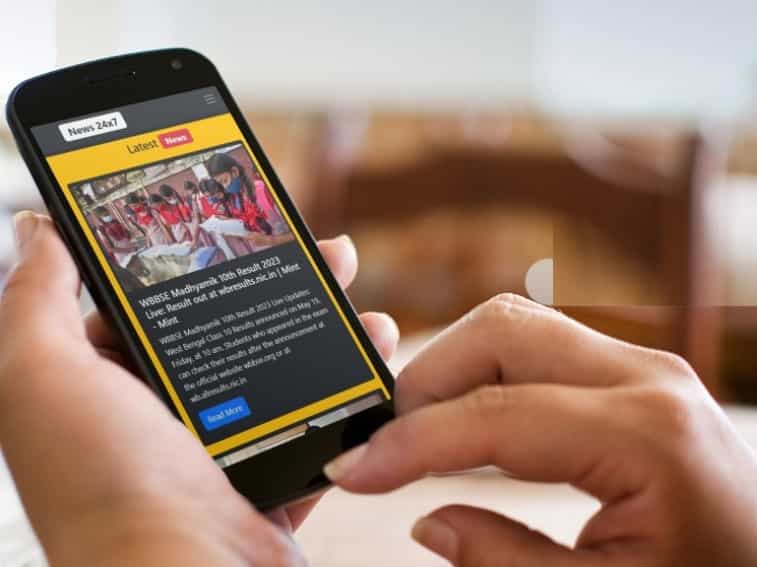 News 24x7
Latest News
WBBSE Madhyamik 10th Result 2023
Live: Result out at wbresults.nic.in | Mint
- Mint
WBBSE Madhyamik 10th Result 2023 Live Updates:
West Bengal Class 10 Results announced on May 19,
Friday, at 10 am. Students who appeared in the exam
can check their results after the announcement at
the official website wbbse.org or at
wb.allresults.nic.in
Read More